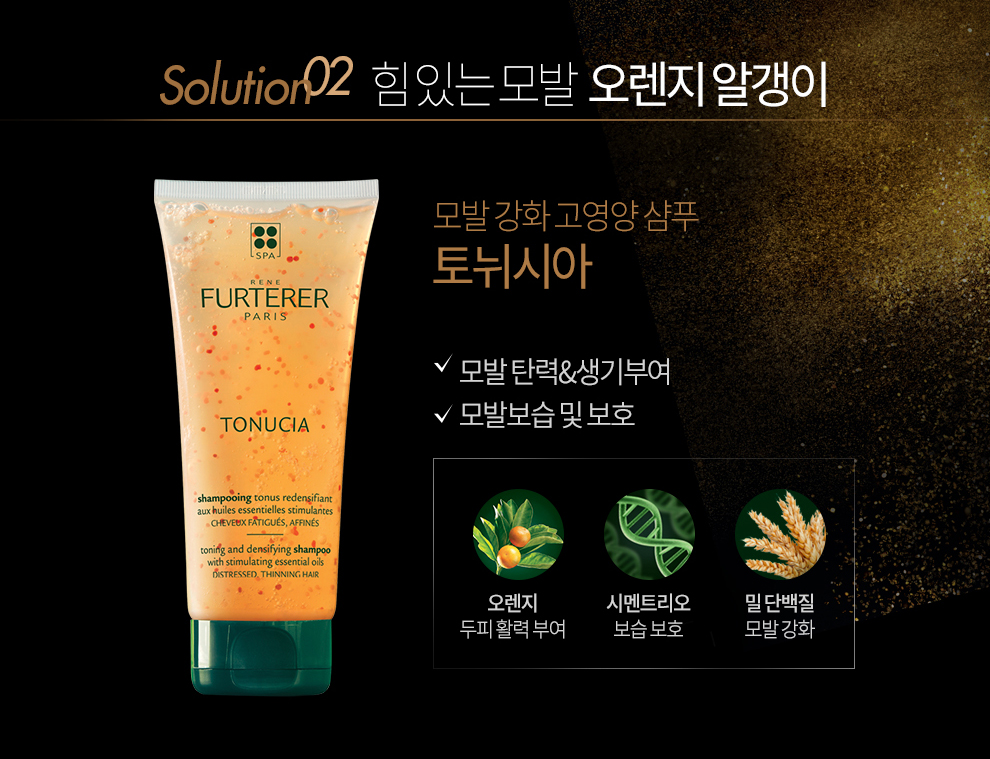 Solution02 힘 있는 모발 오렌지 알갱이
모발 강화 고영양 샴푸
토뉘시아
모발 탄력&생기부여
모발보습 및 보호
SPA
RENE
FURTERER
PARIS
TONUCIA
shampooing tonus redensifiant
aux huiles essentielles stimulantes
CHEVEUX FATIGUÉS, AFFINÉS
toning and densifying shampoo
with stimulating essential oils
DISTRESSED, THINNING HAIR
오렌지
두피 활력 부여
시멘트리오
보습 보호
밀 단백질
모발 강화